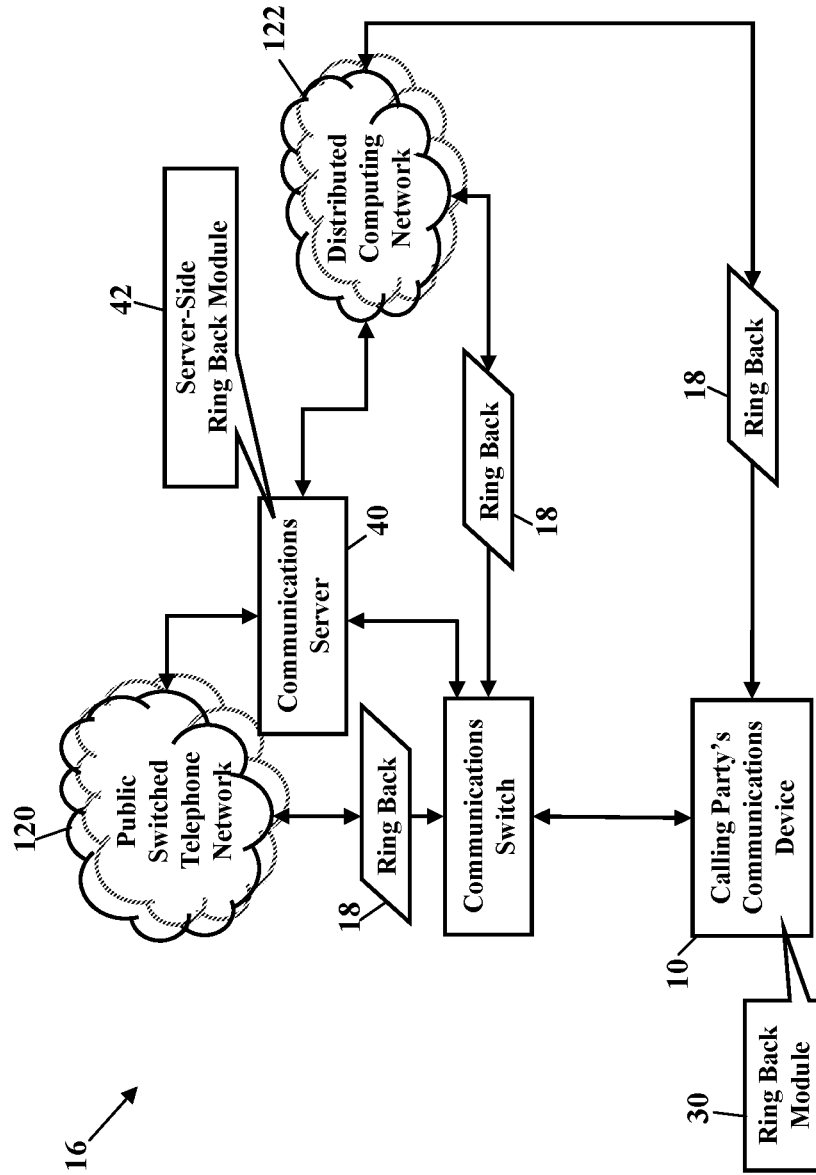 16
120
Public
Switched
Telephone
Network
42
Server-Side
Ring Back Module
122
Distributed
Computing
Network
Communications
Server
40
18
Ring Back
Ring Back
18
Communications
Switch
18
Ring Back
10
Calling Party's
Communications
Device
30
Ring Back
Module